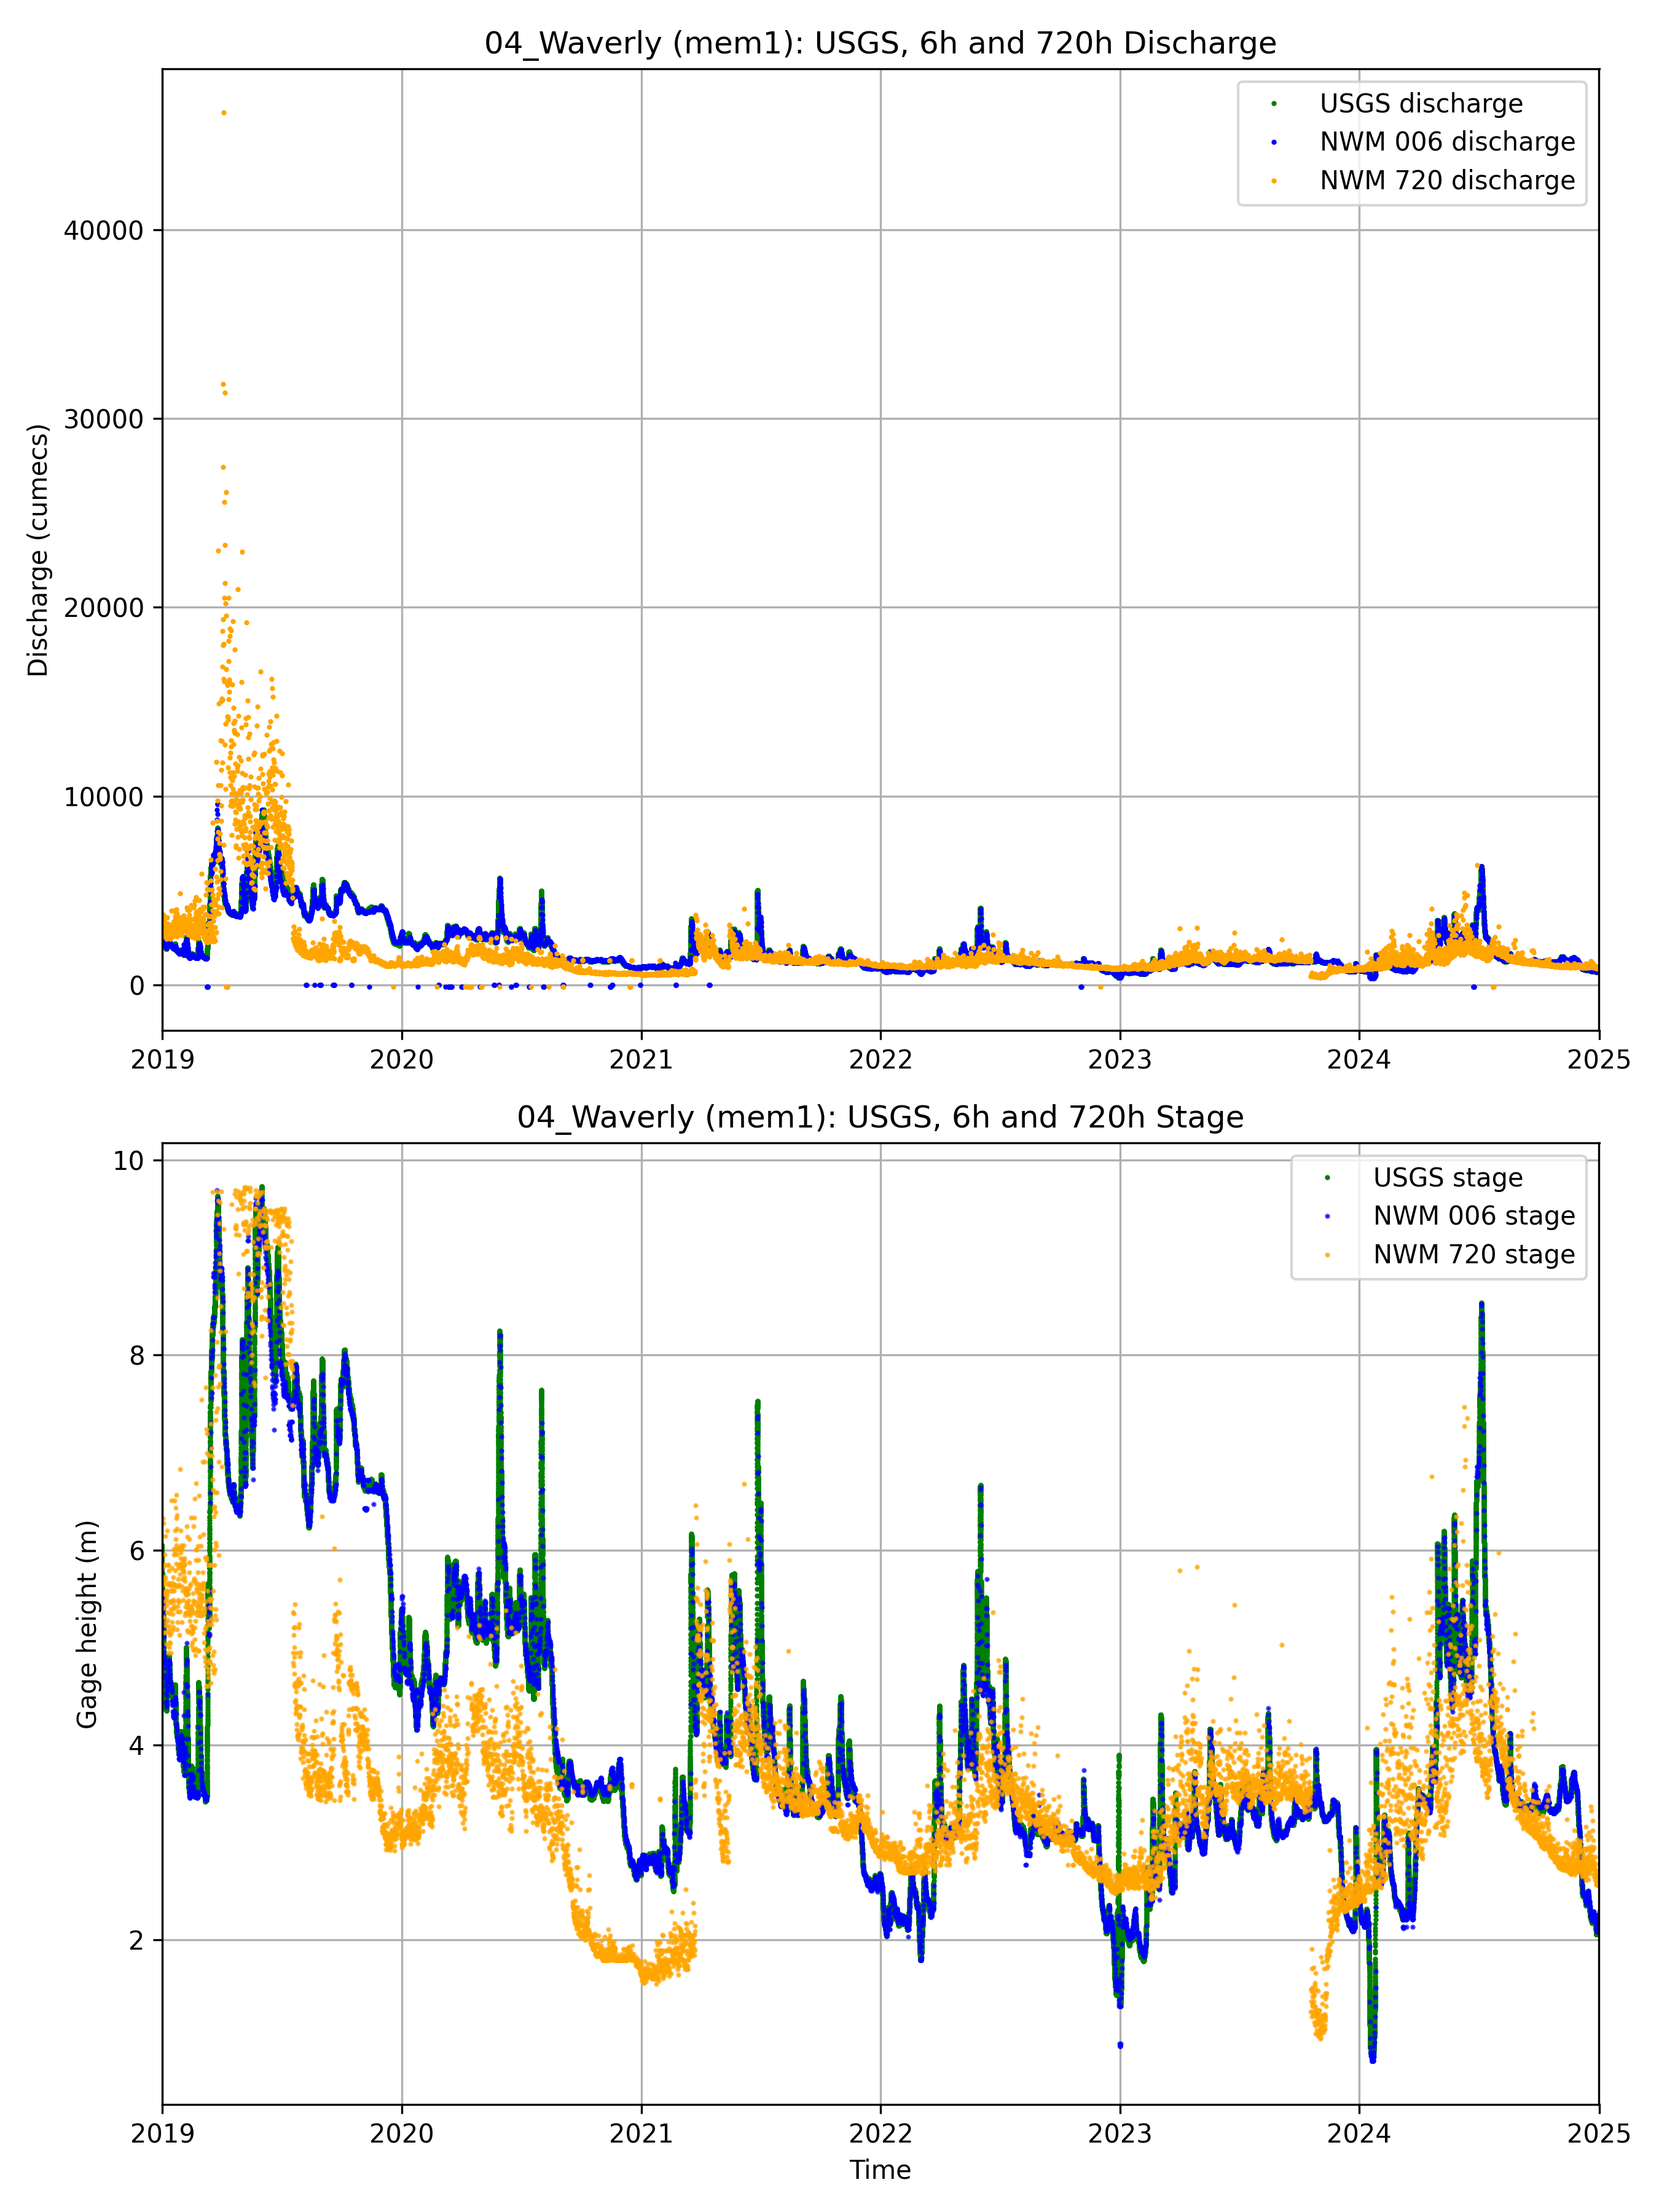 04_Waverly (mem1): USGS, 6h and 720h Discharge
USGS discharge
NWM 006 discharge
NWM 720 discharge
Discharge (cumecs)
40000
30000
20000
10000
0
2019 2020 2021 2022 2023 2024 2025
04_Waverly (mem1): USGS, 6h and 720h Stage
USGS stage
NWM 006 stage
NWM 720 stage
Gage height (m)
10
8
6
4
2
2019 2020 2021 2022 2023 2024 2025
Time